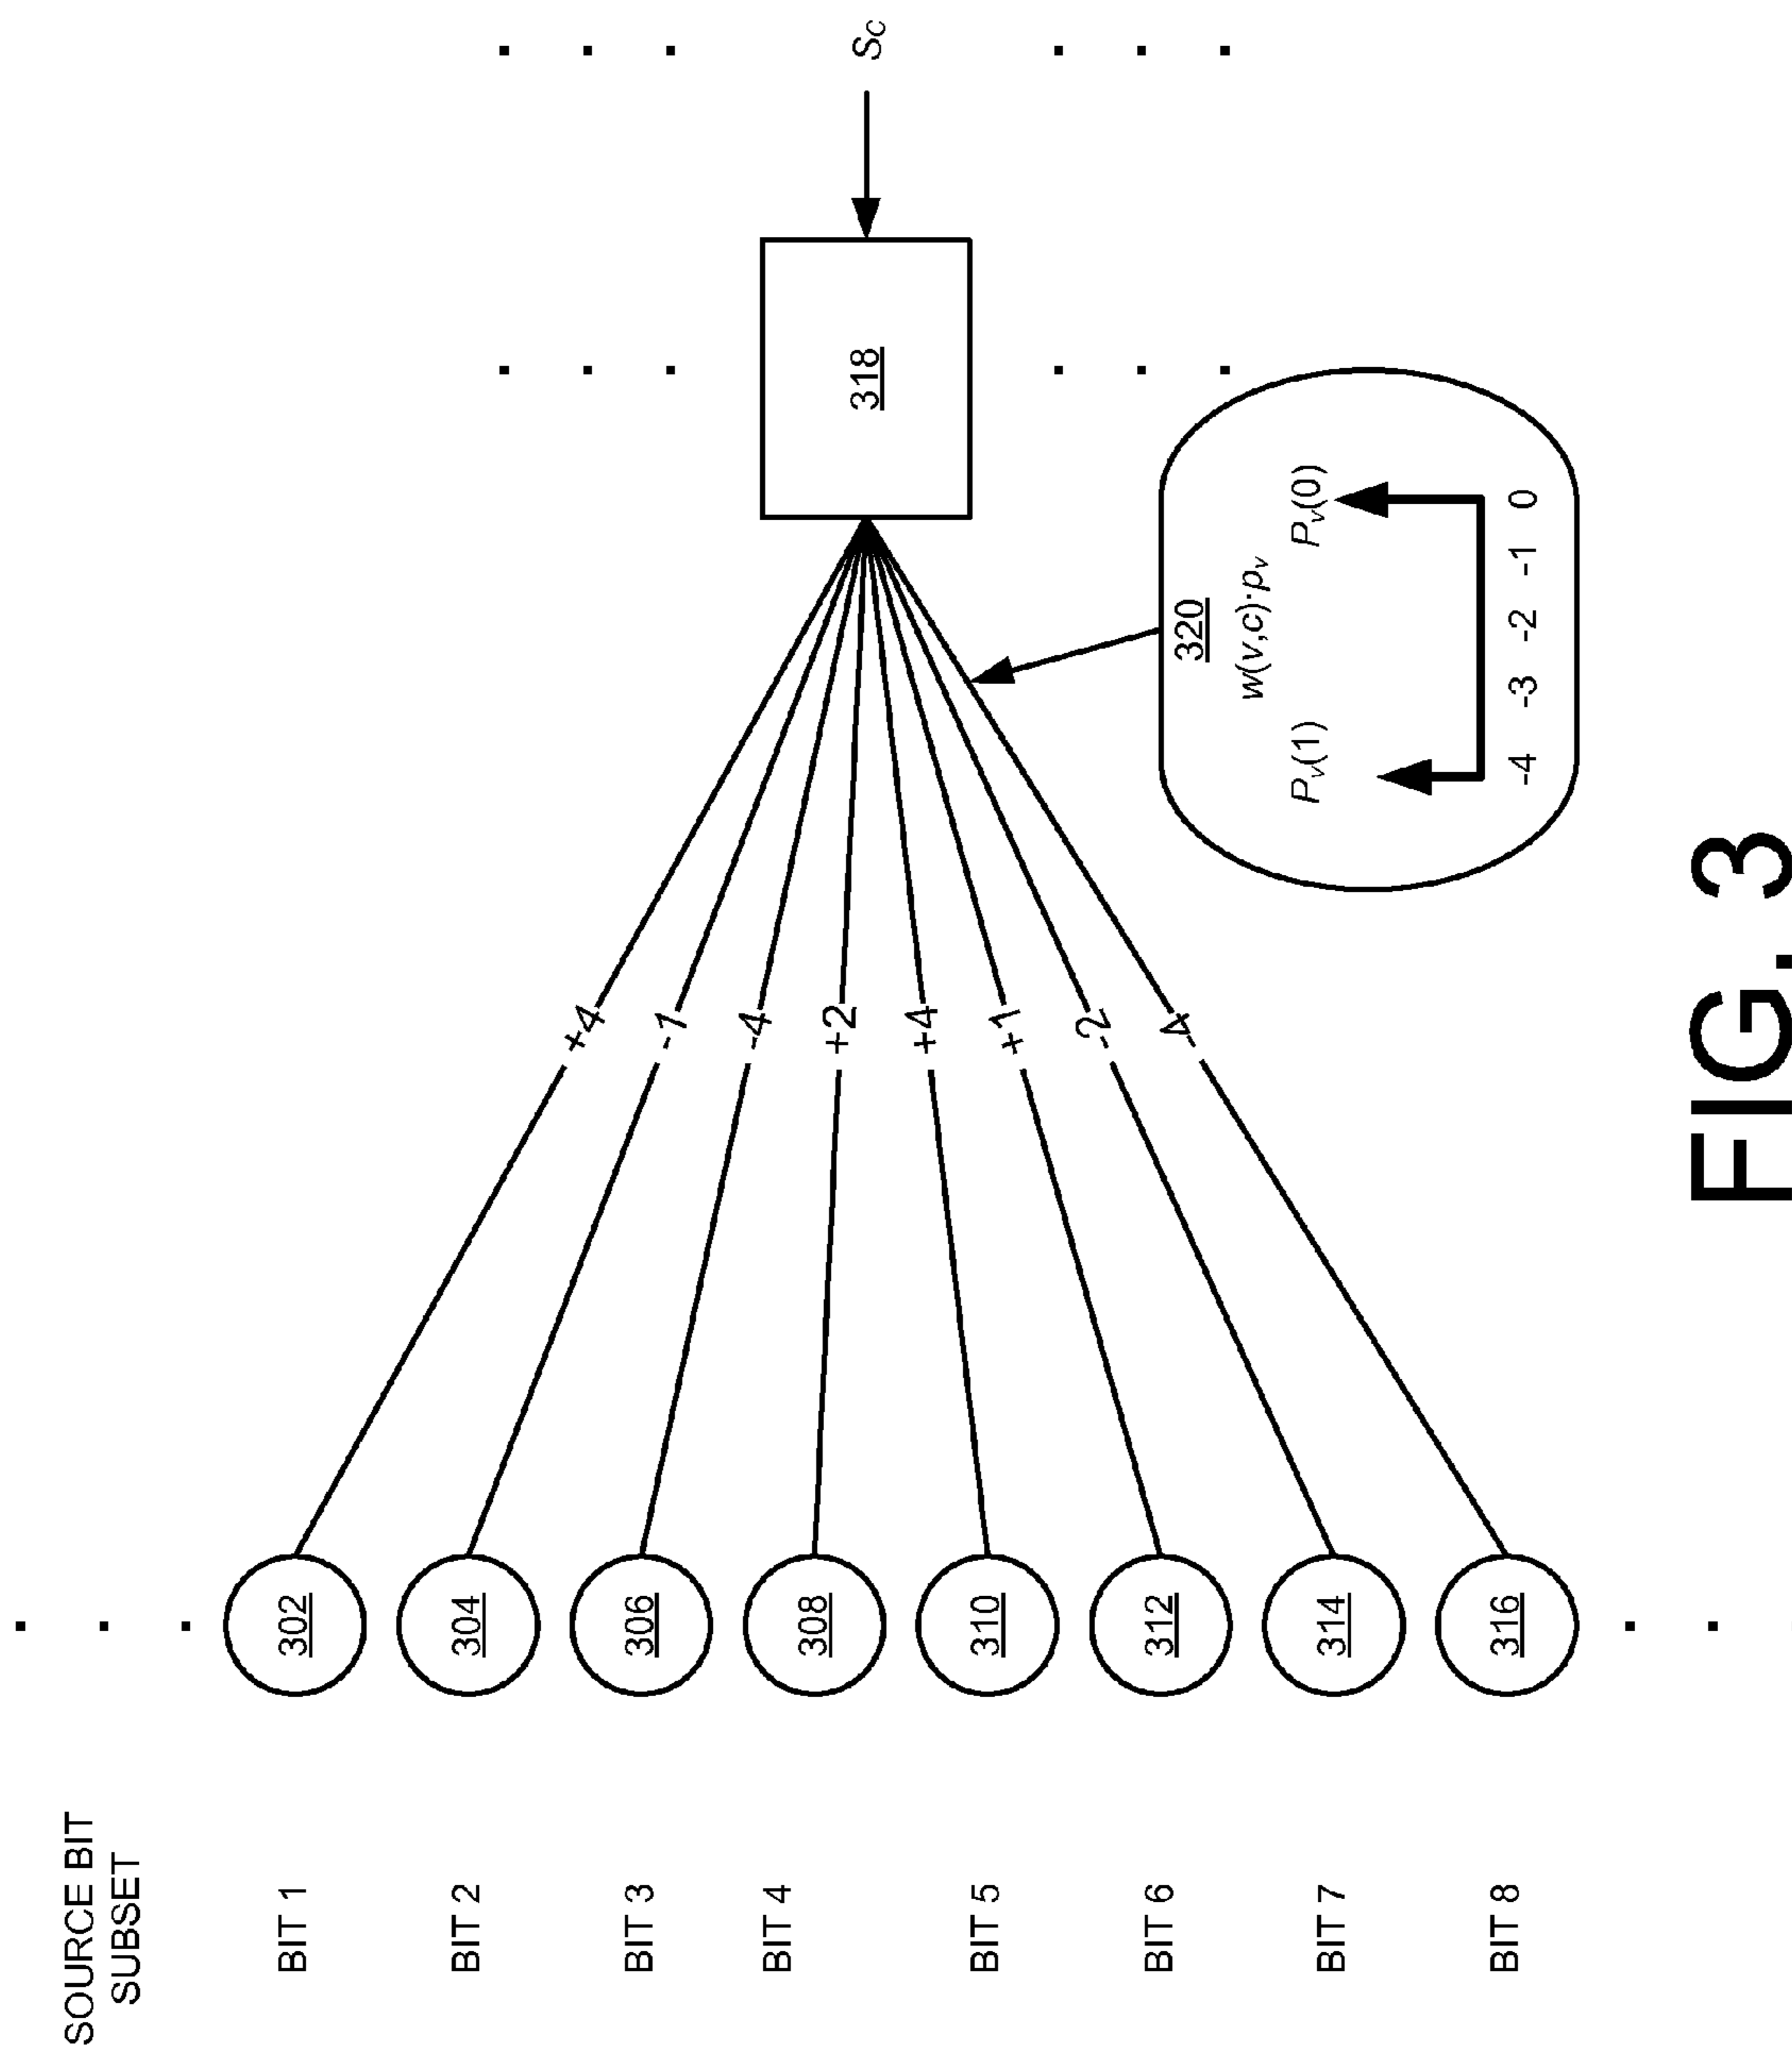 SOURCE BIT
SUBSET
BIT 1
302
+4
BIT 2
304
-1
BIT 3
306
-4
BIT 4
308
+2
318
Sc
BIT 5
310
+4
BIT 6
312
+1
BIT 7
314
-2
BIT 8
316
-4
320
w(v,c)·pv
Pv(1) Pv(0)
-4 -3 -2 -1 0
FIG. 3